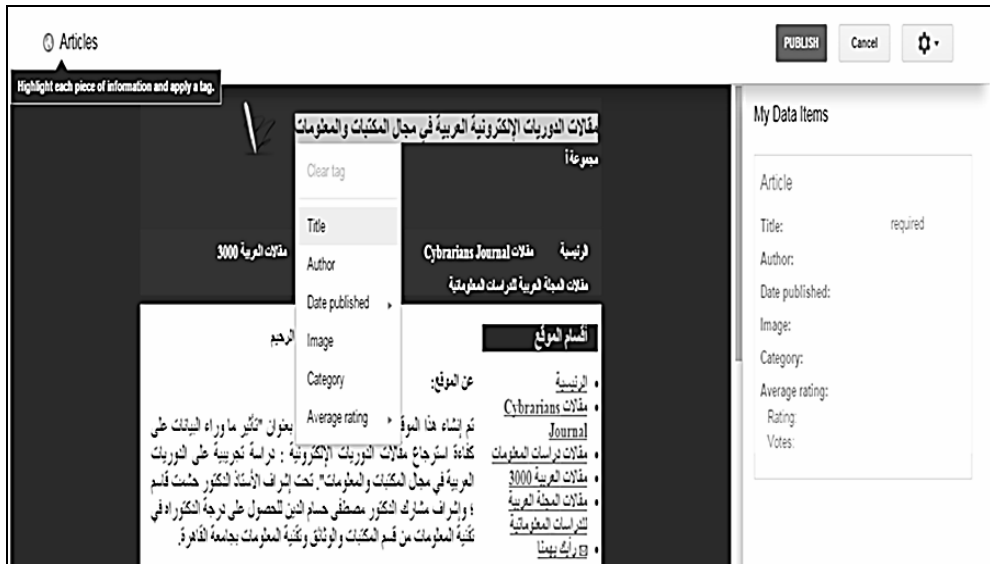 Articles
PUBLISH
Cancel
Highlight each piece of information and apply a tag.
مقالات الدوريات الإلكترونية العربية في مجال المكتبات والمعلومات
مجموعة أ
Clear tag
Title
Author
Date published
Image
Category
Average rating
الرئيسية
مقالات Cybrarians Journal
مقالات العربية 3000
مقالات المجلة العربية للدراسات المعلوماتية
أقسام الموقع
الرئيسية
مقالات Cybrarians
Journal
مقالات دراسات المعلومات
مقالات العربية 3000
مقالات المجلة العربية
للدراسات المعلوماتية
رأيك يهمنا
الرحيم
عن الموقع:
تم إنشاء هذا الموقع بعنوان "تأثير ما وراء البيانات على
كفاءة استرجاع مقالات الدوريات الإلكترونية : دراسة تجريبية على الدوريات
العربية في مجال المكتبات والمعلومات". تحت إشراف الأستاذ الدكتور حشمت قاسم
؛ وإشراف مشارك الدكتور مصطفى حسام الدين للحصول على درجة الدكتوراه في
تقنية المعلومات من قسم المكتبات والوثائق وتقنية المعلومات بجامعة القاهرة.
My Data Items
Article
Title: required
Author:
Date published:
Image:
Category:
Average rating:
Rating:
Votes: